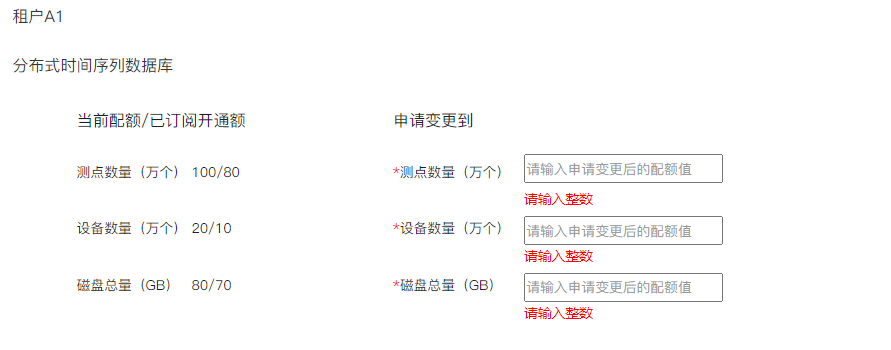 租户A1
分布式时间序列数据库
当前配额/已订阅开通额 申请变更到
测点数量（万个） 100/80 *测点数量（万个） 请输入申请变更后的配额值
请输入整数
设备数量（万个） 20/10 *设备数量（万个） 请输入申请变更后的配额值
请输入整数
磁盘总量（GB） 80/70 *磁盘总量（GB） 请输入申请变更后的配额值
请输入整数